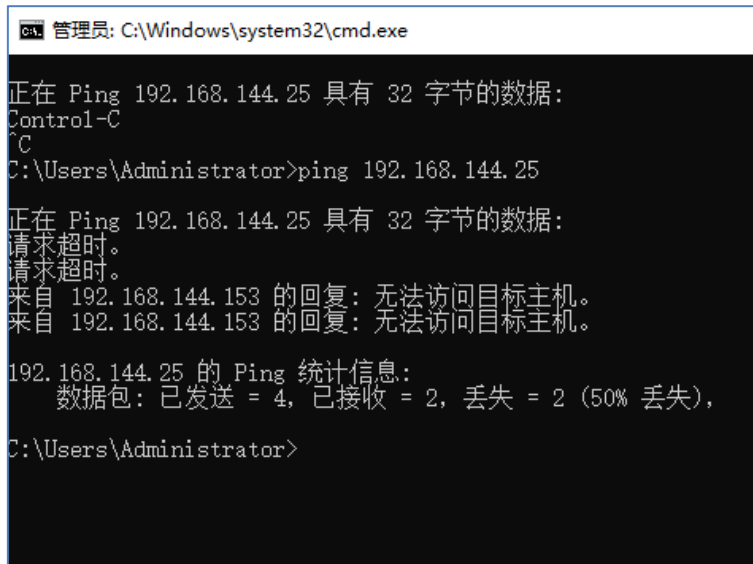 管理员: C:\Windows\system32\cmd.exe
正在 Ping 192.168.144.25 具有 32 字节的数据:
Control-C
^C
C:\Users\Administrator>ping 192.168.144.25
正在 Ping 192.168.144.25 具有 32 字节的数据:
请求超时。
请求超时。
来自 192.168.144.153 的回复: 无法访问目标主机。
来自 192.168.144.153 的回复: 无法访问目标主机。
192.168.144.25 的 Ping 统计信息:
数据包: 已发送 = 4, 已接收 = 2, 丢失 = 2 (50% 丢失),
C:\Users\Administrator>